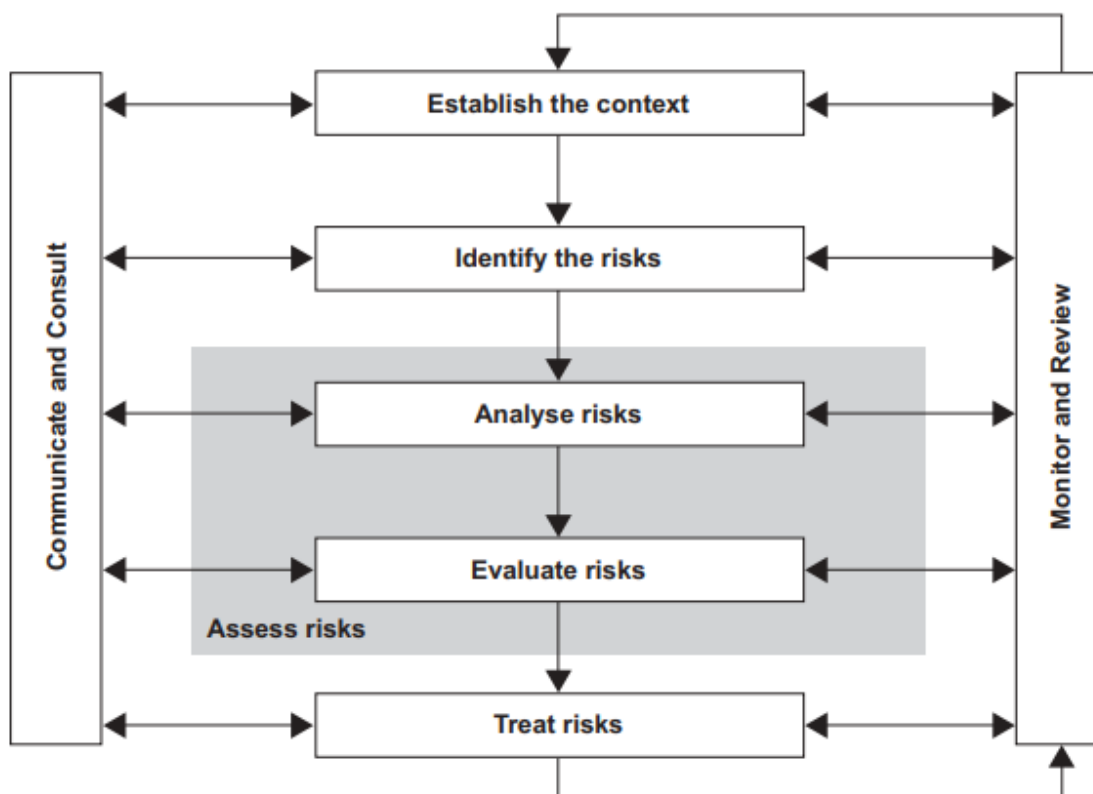 Establish the context
Identify the risks
Analyse risks
Evaluate risks
Assess risks
Treat risks
Communicate and Consult
Monitor and Review